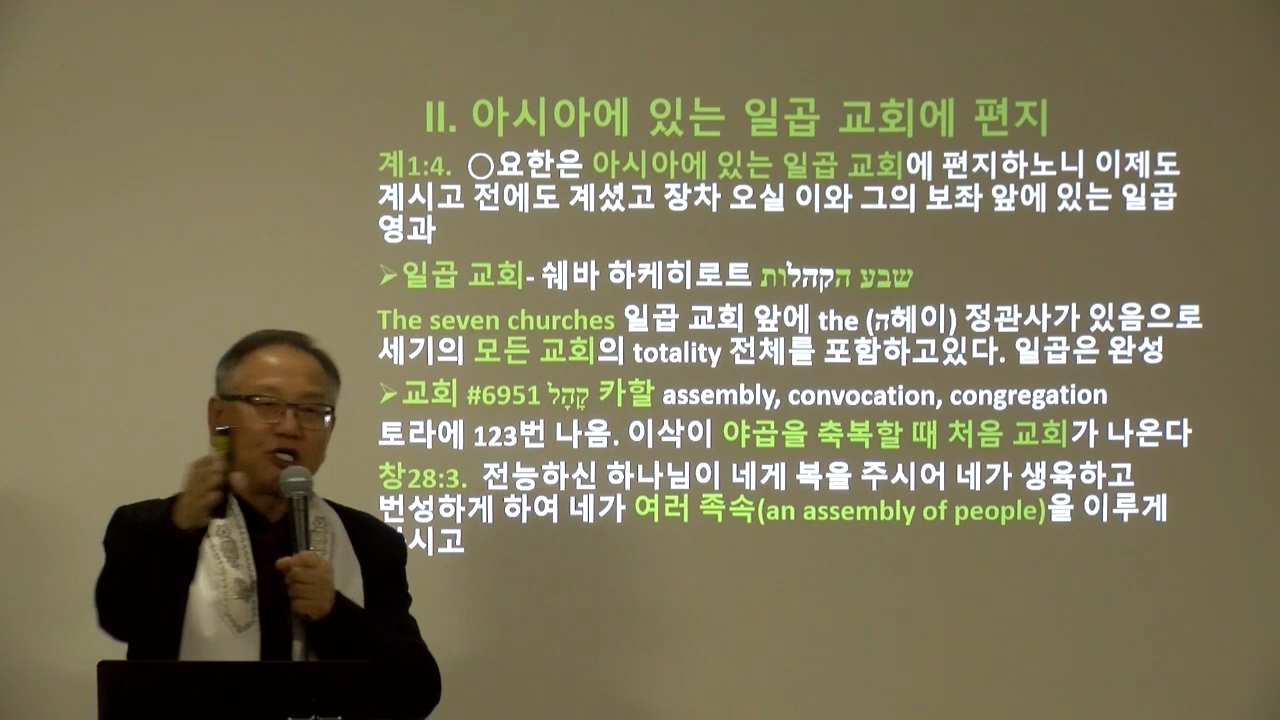 II. 아시아에 있는 일곱 교회에 편지
계1:4. ○요한은 아시아에 있는 일곱 교회에 편지하노니 이제도
계시고 전에도 계셨고 장차 오실 이와 그의 보좌 앞에 있는 일곱
영과
➢일곱 교회- 쉐바 하케히로트 שבע הקהלות
The seven churches 일곱 교회 앞에 the (ה헤이) 정관사가 있음으로
세기의 모든 교회의 totality 전체를 포함하고있다. 일곱은 완성
➢교회 #6951 קָהָל 카할 assembly, convocation, congregation
토라에 123번 나옴. 이삭이 야곱을 축복할 때 처음 교회가 나온다
창28:3. 전능하신 하나님이 네게 복을 주시어 네가 생육하고
번성하게 하여 네가 여러 족속(an assembly of people)을 이루게
시고